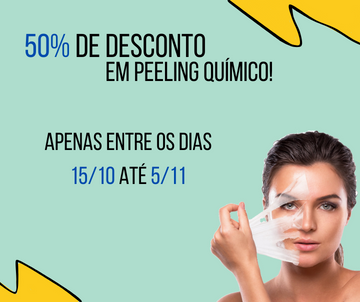 50% DE DESCONTO
EM PEELING QUÍMICO!
APENAS ENTRE OS DIAS
15/10 ATÉ 5/11